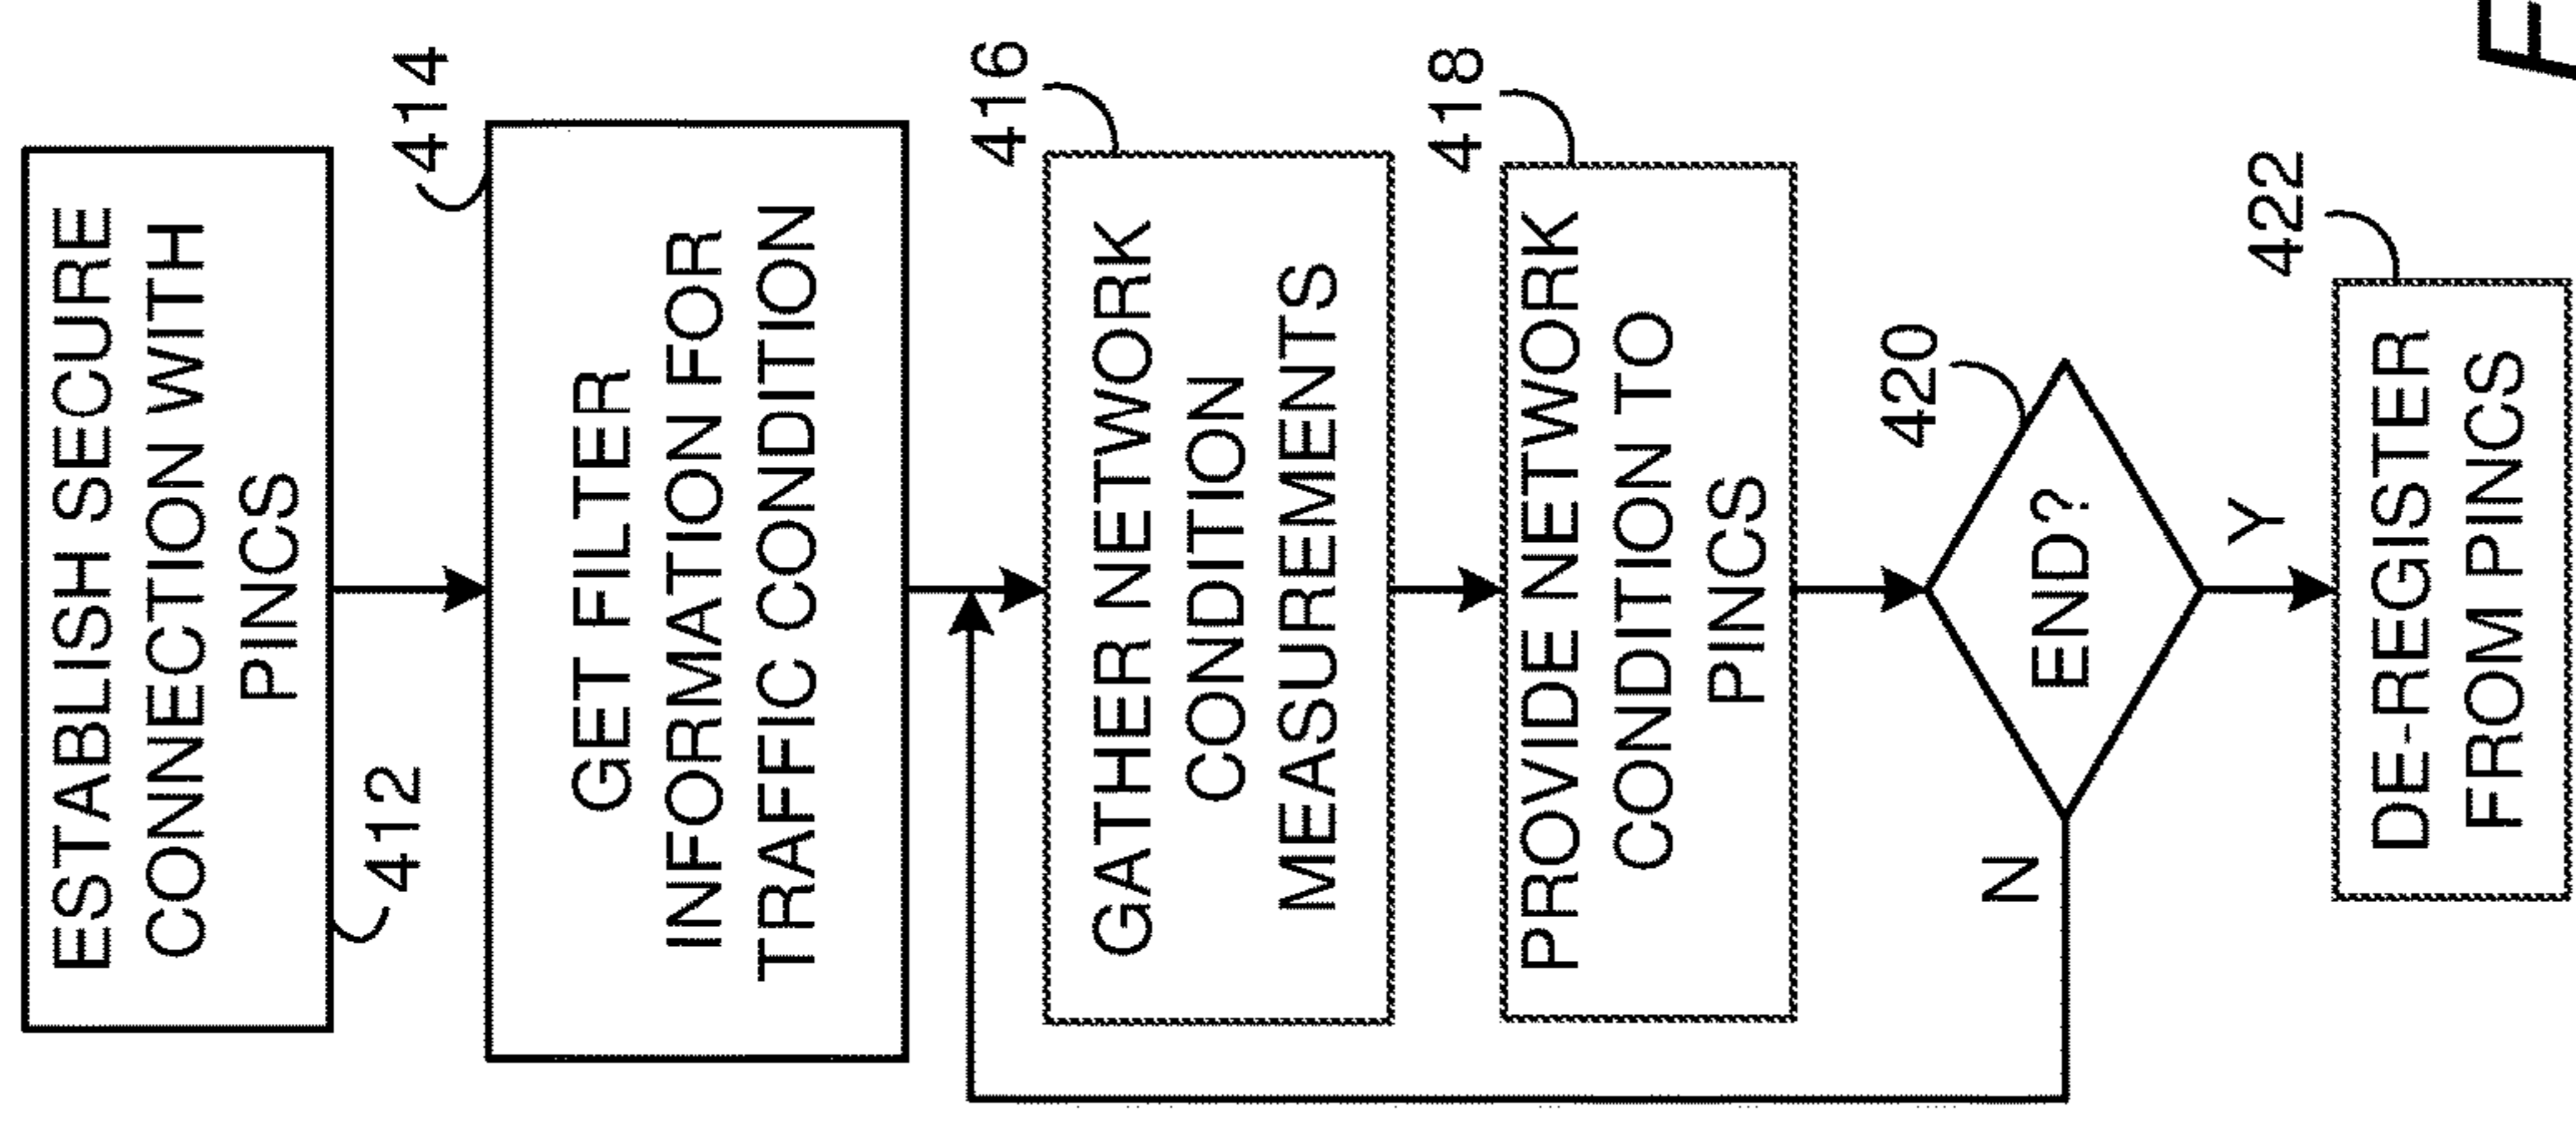 ESTABLISH SECURE
CONNECTION WITH
PINCS
412
414
GET FILTER
INFORMATION FOR
TRAFFIC CONDITION
416
GATHER NETWORK
CONDITION
MEASUREMENTS
418
PROVIDE NETWORK
CONDITION TO
PINCS
420
END?
N
Y
422
DE-REGISTER
FROM PINCS